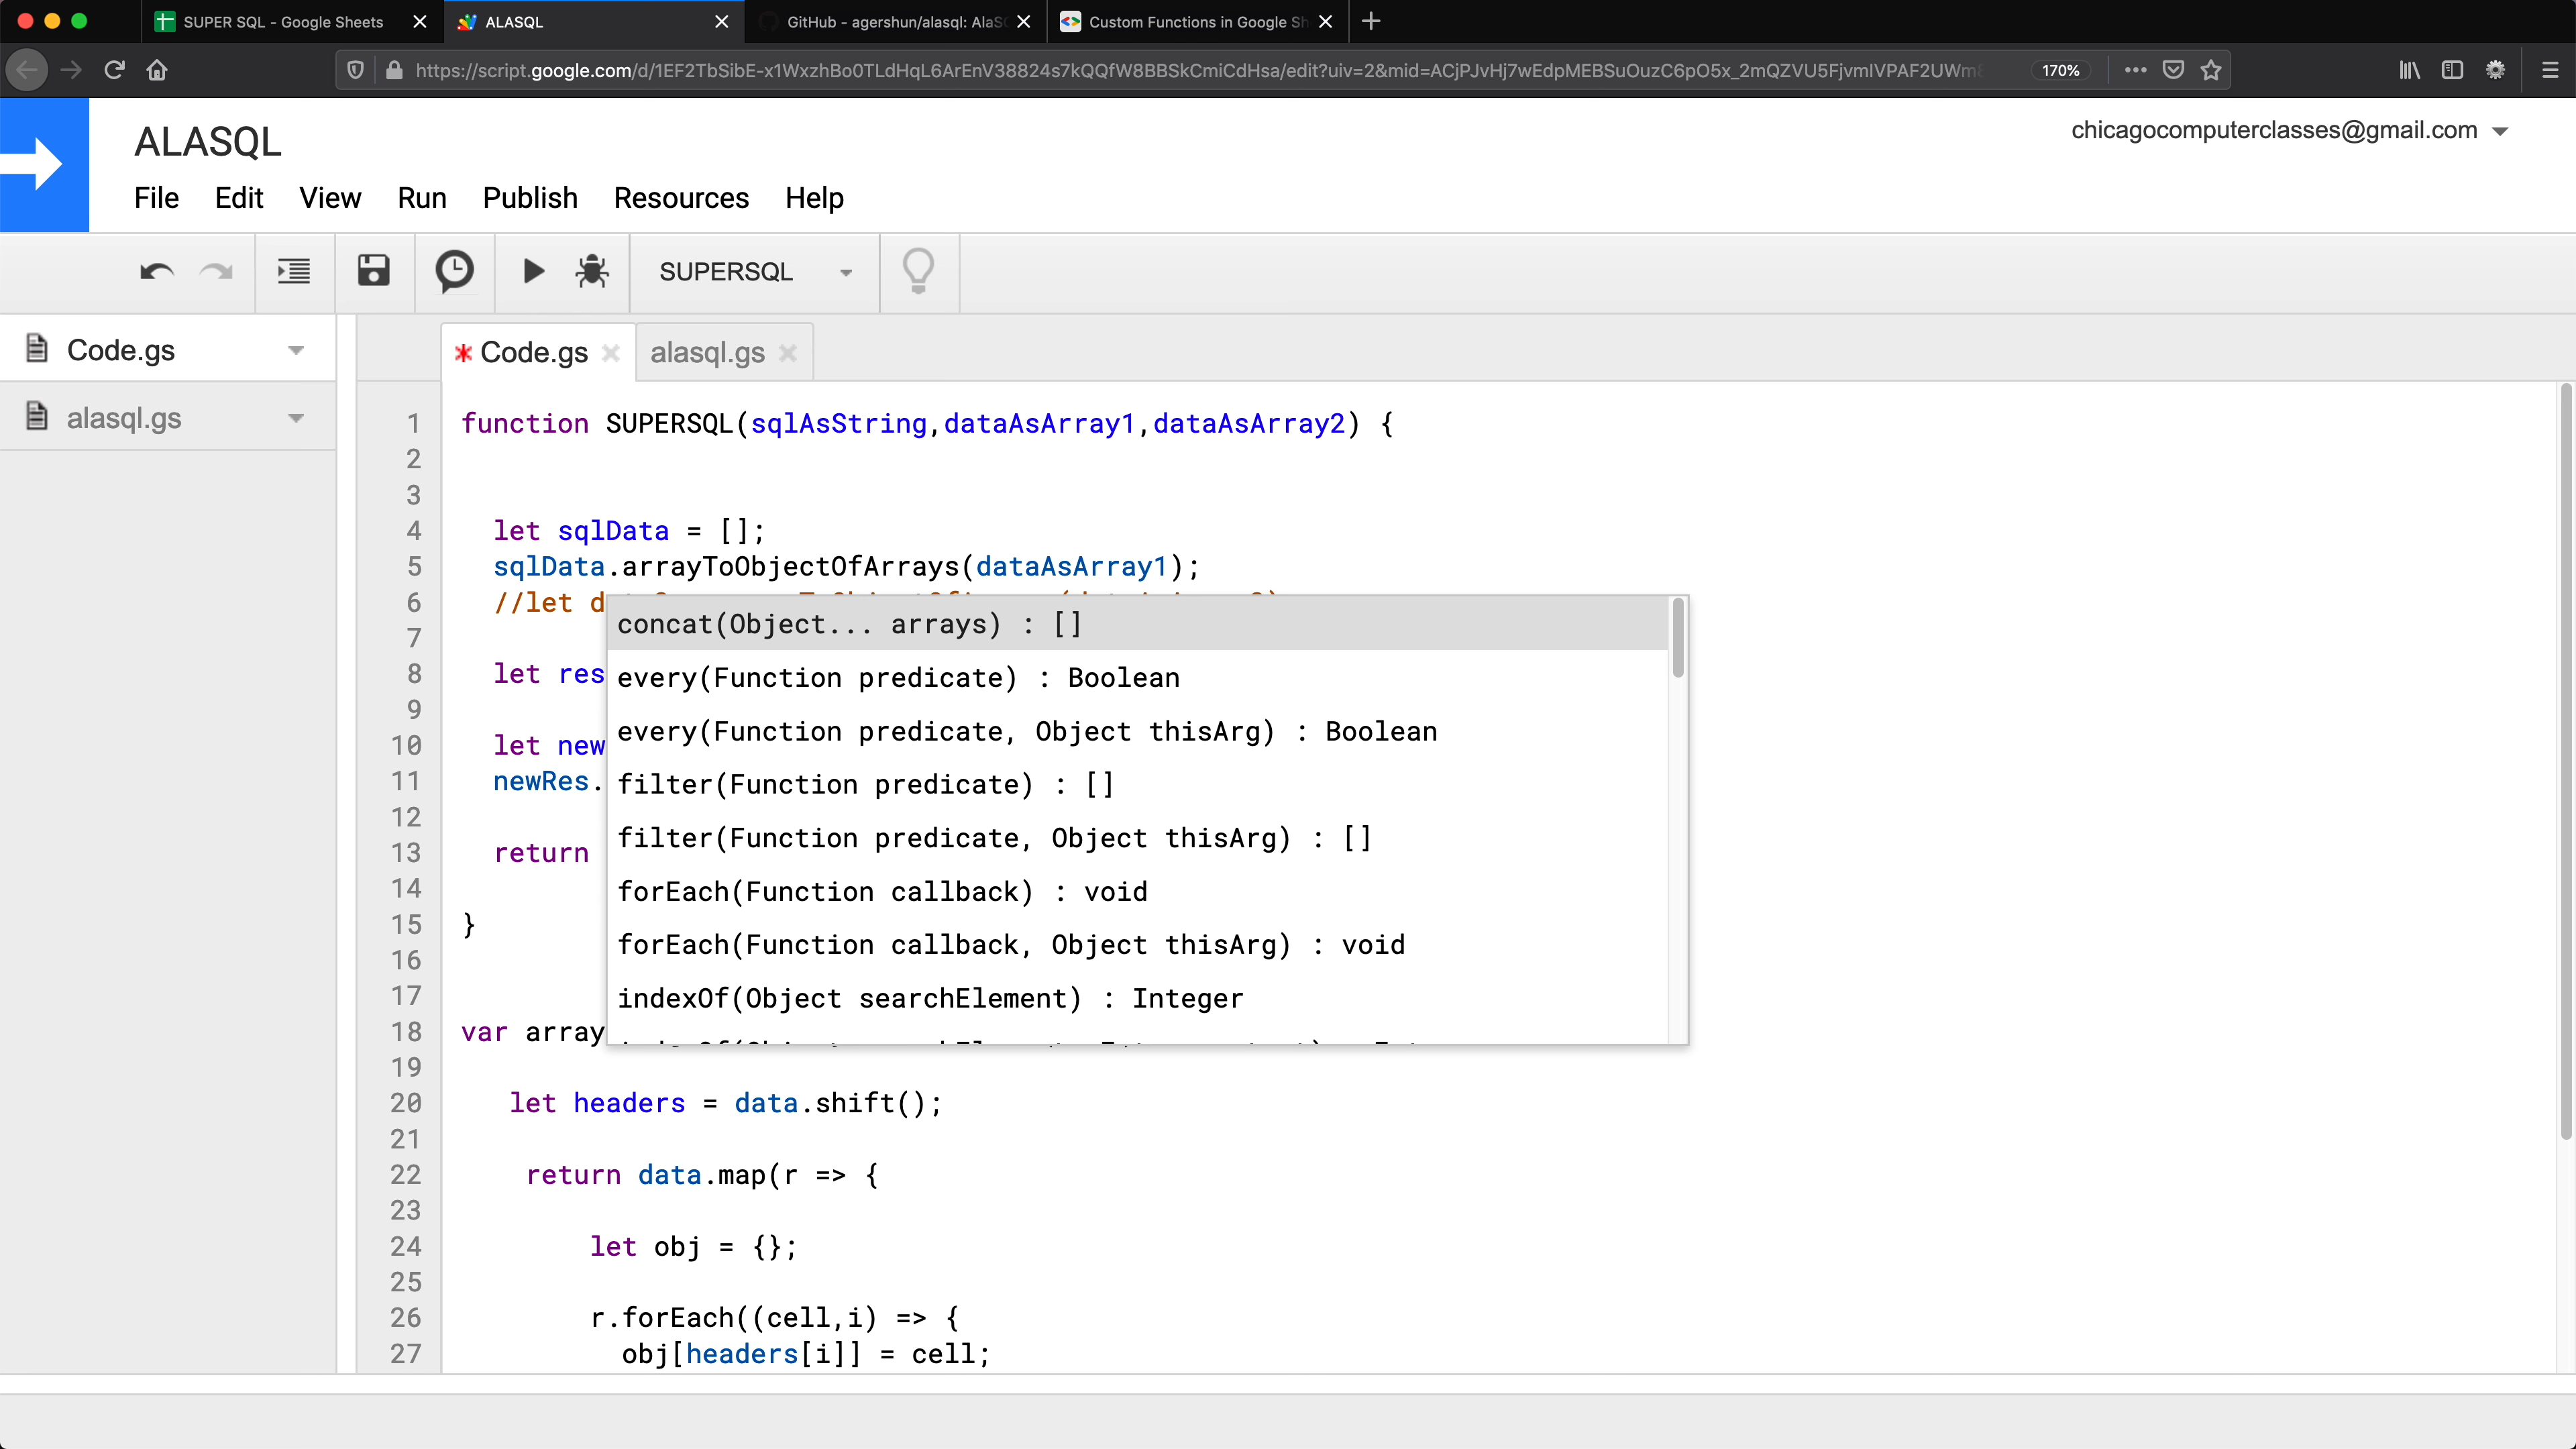 SUPER SQL - Google Sheets
ALASQL
GitHub - agershun/alasql: AlaS
Custom Functions in Google Sh
https://script.google.com/d/1EF2TbSibE-x1WxzhBo0TLdHqL6ArEnV38824s7kQQfW8BBSkCmiCdHsa/edit?uiv=2&mid=ACjPJvHj7wEdpMEBSuOuzC6pO5x_2mQZVU5FjvmlVPAF2UWm
170%
ALASQL
chicagocomputerclasses@gmail.com
File Edit View Run Publish Resources Help
SUPERSQL
Code.gs
alasql.gs
* Code.gs
alasql.gs
1 function SUPERSQL(sqlAsString,dataAsArray1,dataAsArray2) {
2
3
4 let sqlData = [];
5 sqlData.arrayToObjectOfArrays(dataAsArray1);
6 //let d
7
8 let res
9
10 let new
11 newRes.
12
13 return
14
15 }
16
17
18 var array
19
20 let headers = data.shift();
21
22 return data.map(r => {
23
24 let obj = {};
25
26 r.forEach((cell,i) => {
27 obj[headers[i]] = cell;
concat(Object... arrays) : []
every(Function predicate) : Boolean
every(Function predicate, Object thisArg) : Boolean
filter(Function predicate) : []
filter(Function predicate, Object thisArg) : []
forEach(Function callback) : void
forEach(Function callback, Object thisArg) : void
indexOf(Object searchElement) : Integer